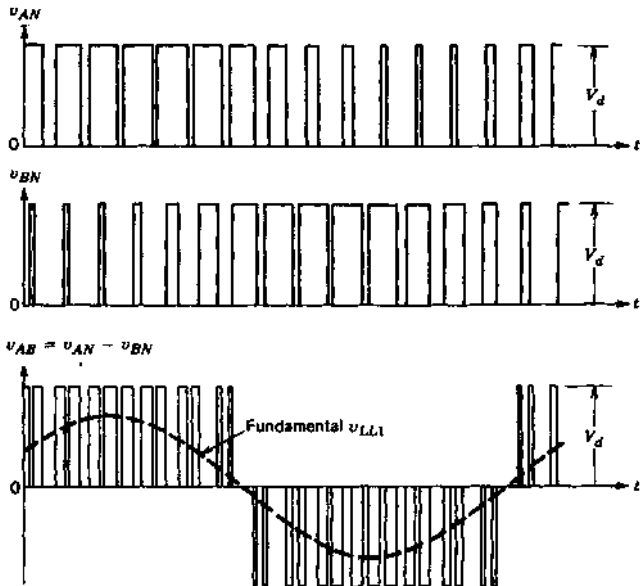 v_AN
V_d
0
t
v_BN
V_d
0
t
v_AB = v_AN − v_BN
Fundamental v_LL1
V_d
0
t